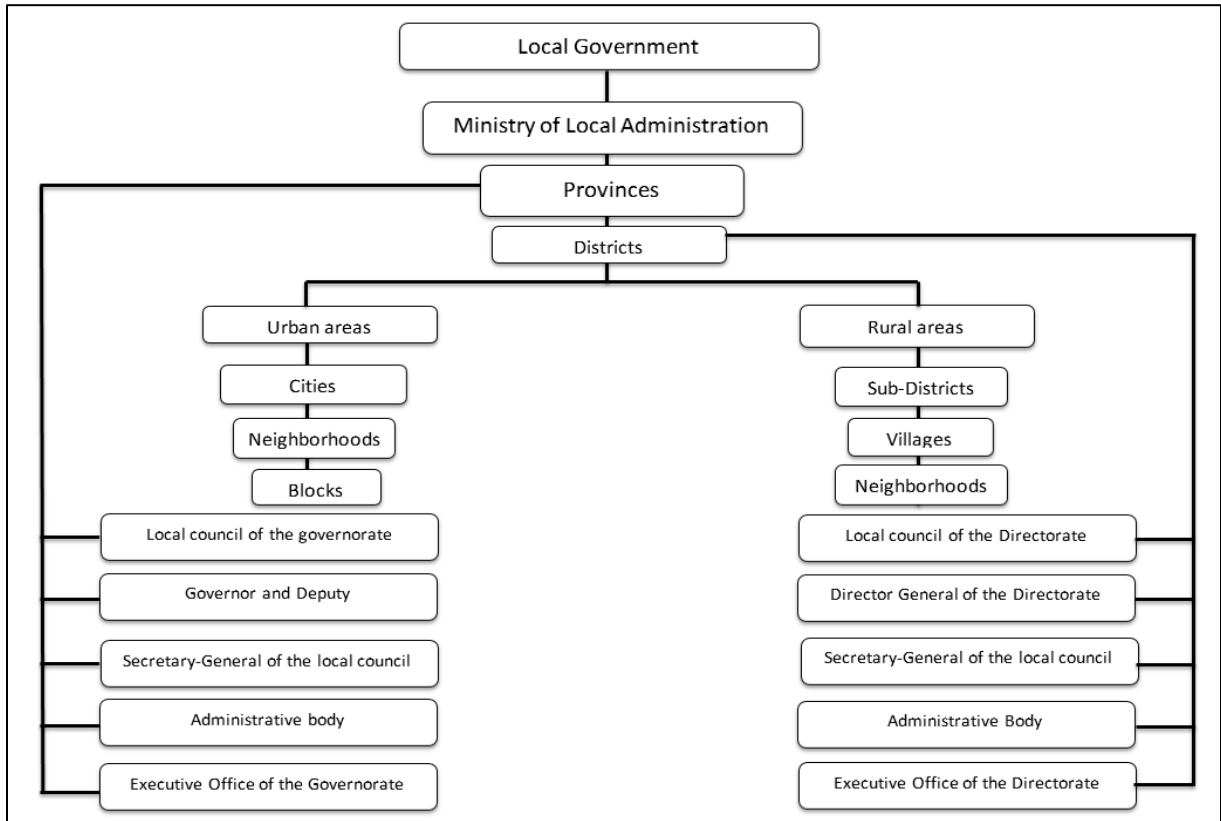 Local Government
Ministry of Local Administration
Provinces
Districts
Urban areas
Rural areas
Cities
Sub-Districts
Neighborhoods
Villages
Blocks
Neighborhoods
Local council of the governorate
Local council of the Directorate
Governor and Deputy
Director General of the Directorate
Secretary-General of the local council
Secretary-General of the local council
Administrative body
Administrative Body
Executive Office of the Governorate
Executive Office of the Directorate